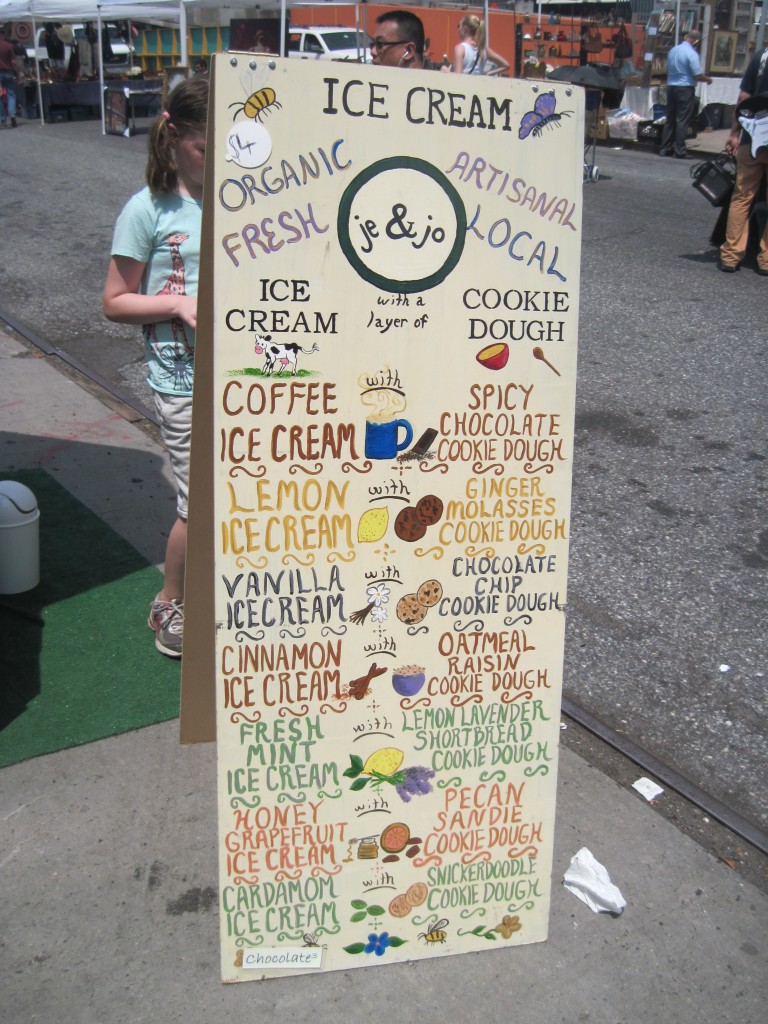 ICE CREAM
$4
ORGANIC
ARTISANAL
FRESH
je & jo
LOCAL
ICE
CREAM
with a
layer of
COOKIE
DOUGH
COFFEE
ICE CREAM
with
SPICY
CHOCOLATE
COOKIE DOUGH
LEMON
ICE CREAM
with
GINGER
MOLASSES
COOKIE DOUGH
VANILLA
ICE CREAM
with
CHOCOLATE
CHIP
COOKIE DOUGH
CINNAMON
ICE CREAM
with
OATMEAL
RAISIN
COOKIE DOUGH
FRESH
MINT
ICE CREAM
with
LEMON LAVENDER
SHORTBREAD
COOKIE DOUGH
HONEY
GRAPEFRUIT
ICE CREAM
with
PECAN
SANDIE
COOKIE DOUGH
CARDAMOM
ICE CREAM
with
SNICKERDOODLE
COOKIE DOUGH
Chocolate³